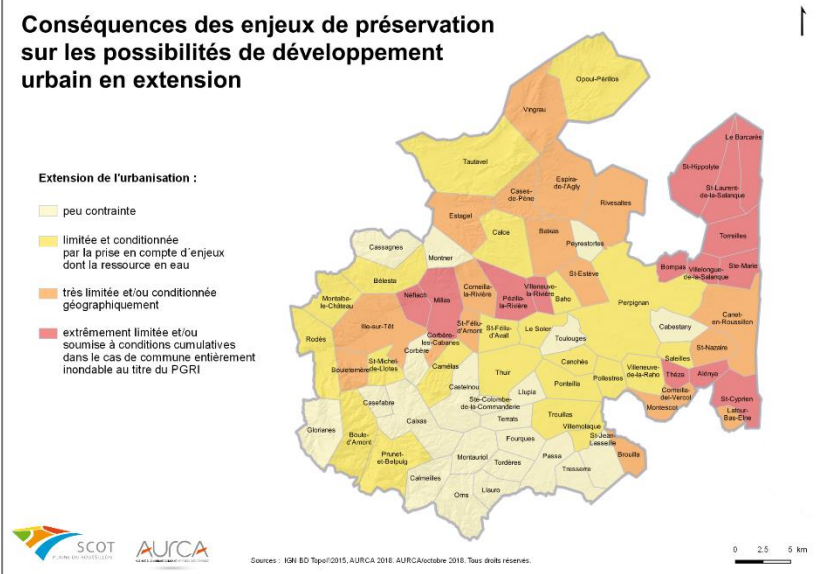 Conséquences des enjeux de préservation
sur les possibilités de développement
urbain en extension
Extension de l'urbanisation :
peu contrainte
limitée et conditionnée
par la prise en compte d'enjeux
dont la ressource en eau
très limitée et/ou conditionnée
géographiquement
extrêmement limitée et/ou
soumise à conditions cumulatives
dans le cas de commune entièrement
inondable au titre du PGRI
Opoul-Périllos
Vingrau
Le Barcarès
Tautavel
St-Hippolyte
Espira-
de-l'Agly
Cases-
de-Pène
St-Laurent-
de-la-Salanque
Rivesaltes
Estagel
Calce
Baixas
Torreilles
Cassagnes
Peyrestortes
Montner
Bompas
Villelongue-
de-la-Salanque
Ste-Marie
Bélesta
St-Estève
Corneilla-
la-Rivière
Villeneuve-
la-Rivière
Néfiach
Millas
Pézilla-
la-Rivière
Baho
Perpignan
Montalba-
le-Château
Canet-
en-Roussillon
Ille-sur-Têt
St-Féliu-
d'Amont
St-Féliu-
d'Avall
Le Soler
Cabestany
Rodès
Corbère-
les-Cabanes
Toulouges
St-Nazaire
Corbère
St-Michel-
de-Llotes
Saleilles
Bouleternère
Camélas
Thuir
Canohès
Villeneuve-
de-la-Raho
Théza
Alénya
Ponteilla
Pollestres
Castelnou
Llupia
Corneilla-
del-Vercol
St-Cyprien
Casefabre
Ste-Colombe-
de-la-Commanderie
Montescot
Latour-
Bas-Elne
Caixas
Terrats
Trouillas
Villemolaque
Glorianes
Boule-
d'Amont
Fourques
St-Jean-
Lasseille
Brouilla
Prunet-
et-Belpuig
Montauriol
Tordères
Passa
Tresserre
Calmeilles
Oms
Llauro
SCOT
PLAINE DU ROUSSILLON
AURCA
Sources : IGN BD Topo®2015, AURCA 2018. AURCA/octobre 2018. Tous droits réservés.
0 2.5 5 km